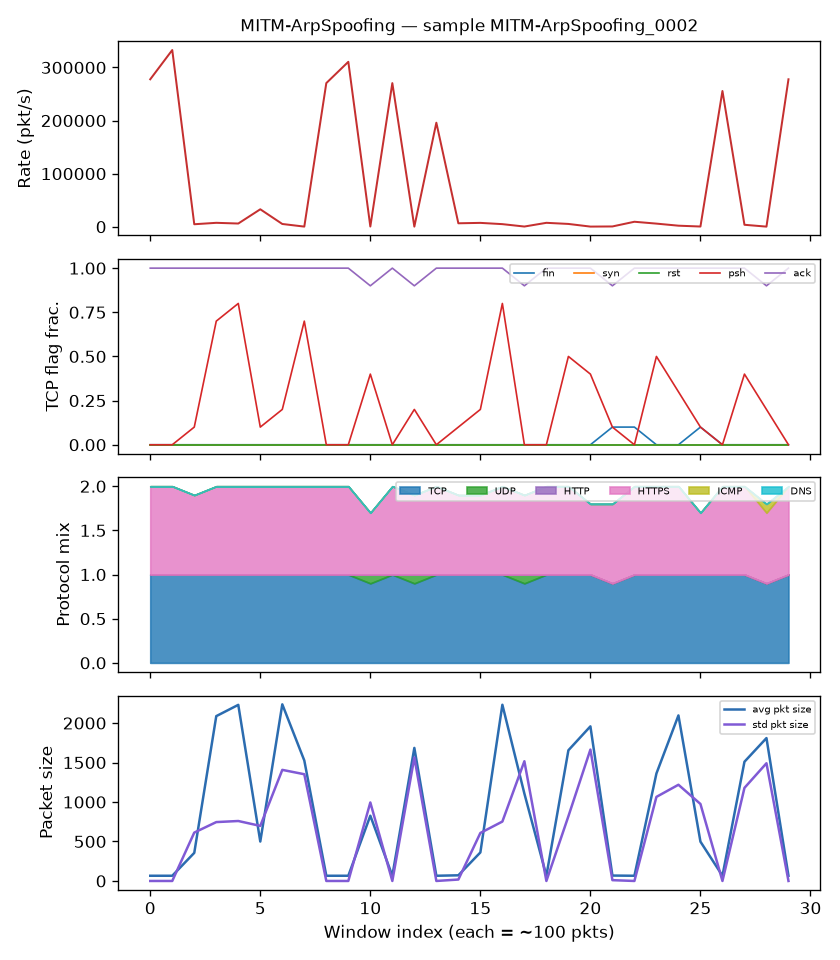 MITM-ArpSpoofing — sample MITM-ArpSpoofing_0002
Rate (pkt/s)
300000
200000
100000
0
TCP flag frac.
1.00
0.75
0.50
0.25
0.00
fin syn rst psh ack
Protocol mix
2.0
1.5
1.0
0.5
0.0
TCP UDP HTTP HTTPS ICMP DNS
Packet size
2000
1500
1000
500
0
avg pkt size
std pkt size
0 5 10 15 20 25 30
Window index (each = ~100 pkts)